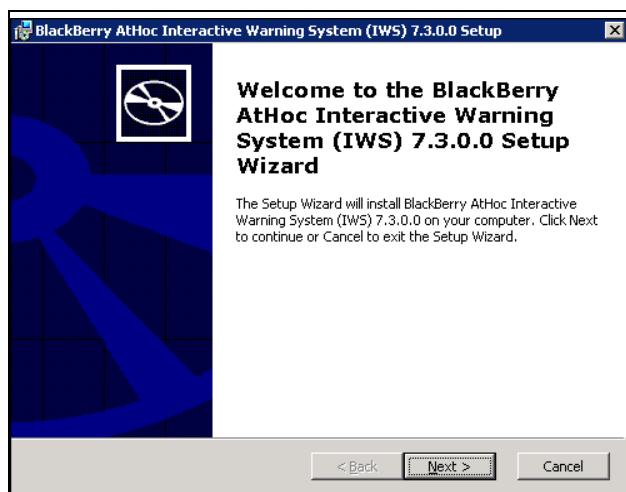 BlackBerry AtHoc Interactive Warning System (IWS) 7.3.0.0 Setup
Welcome to the BlackBerry
AtHoc Interactive Warning
System (IWS) 7.3.0.0 Setup
Wizard
The Setup Wizard will install BlackBerry AtHoc Interactive
Warning System (IWS) 7.3.0.0 on your computer. Click Next
to continue or Cancel to exit the Setup Wizard.
< Back
Next >
Cancel